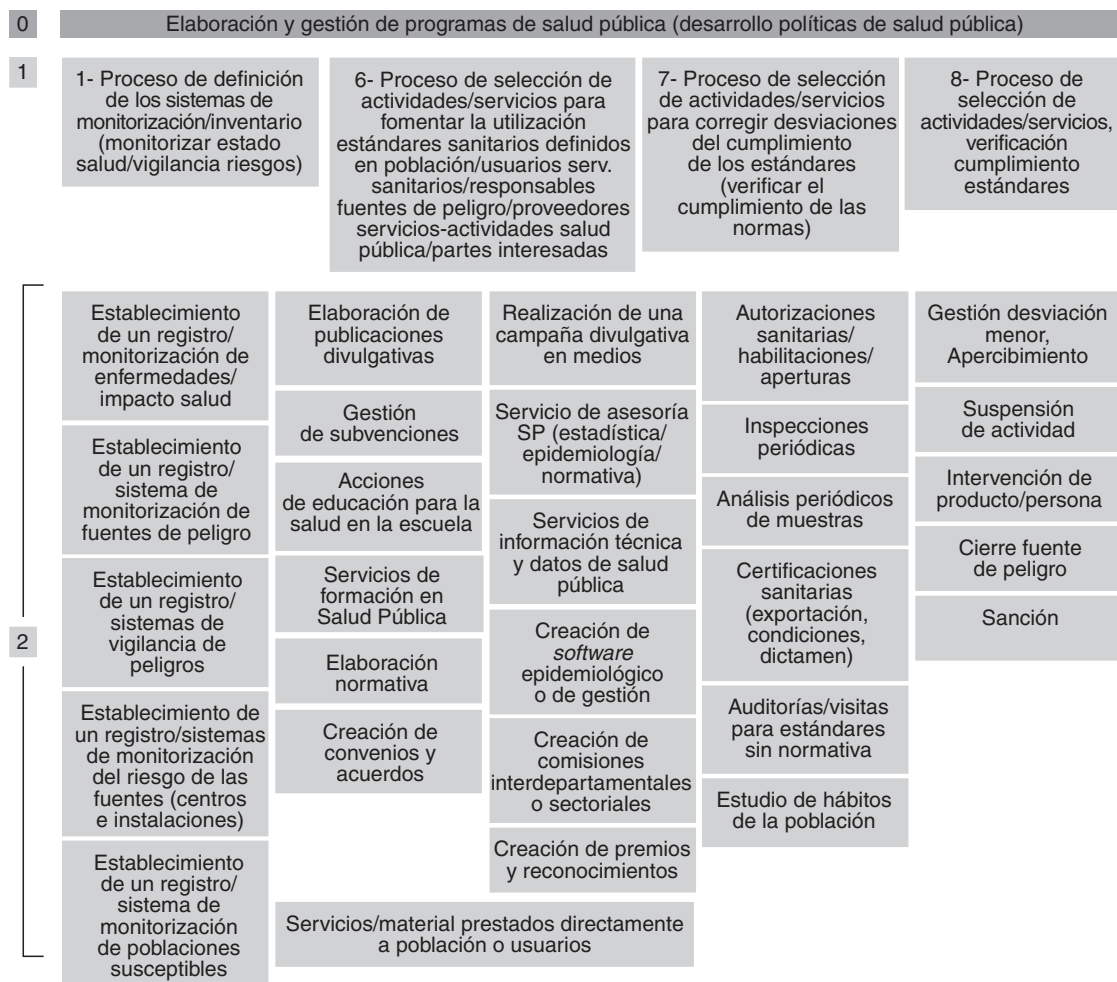 0
Elaboración y gestión de programas de salud pública (desarrollo políticas de salud pública)
1
1- Proceso de definición
de los sistemas de
monitorización/inventario
(monitorizar estado
salud/vigilancia riesgos)
6- Proceso de selección de
actividades/servicios para
fomentar la utilización
estándares sanitarios definidos
en población/usuarios serv.
sanitarios/responsables
fuentes de peligro/proveedores
servicios-actividades salud
pública/partes interesadas
7- Proceso de selección
de actividades/servicios
para corregir desviaciones
del cumplimiento
de los estándares
(verificar el
cumplimiento de las
normas)
8- Proceso de
selección de
actividades/servicios,
verificación
cumplimiento
estándares
2
Establecimiento
de un registro/
monitorización de
enfermedades/
impacto salud
Establecimiento
de un registro/
sistema de
monitorización de
fuentes de peligro
Establecimiento
de un registro/
sistemas de
vigilancia de
peligros
Establecimiento de
un registro/sistemas
de monitorización
del riesgo de las
fuentes (centros
e instalaciones)
Establecimiento
de un registro/
sistema de
monitorización
de poblaciones
susceptibles
Elaboración de
publicaciones
divulgativas
Gestión
de subvenciones
Acciones
de educación para la
salud en la escuela
Servicios de
formación en
Salud Pública
Elaboración
normativa
Creación de
convenios y
acuerdos
Realización de una
campaña divulgativa
en medios
Servicio de asesoría
SP (estadística/
epidemiología/
normativa)
Servicios de
información técnica
y datos de salud
pública
Creación de
software
epidemiológico
o de gestión
Creación de
comisiones
interdepartamentales
o sectoriales
Creación de premios
y reconocimientos
Servicios/material prestados directamente
a población o usuarios
Autorizaciones
sanitarias/
habilitaciones/
aperturas
Inspecciones
periódicas
Análisis periódicos
de muestras
Certificaciones
sanitarias
(exportación,
condiciones,
dictamen)
Auditorías/visitas
para estándares
sin normativa
Estudio de hábitos
de la población
Gestión desviación
menor,
Apercibimiento
Suspensión
de actividad
Intervención de
producto/persona
Cierre fuente
de peligro
Sanción